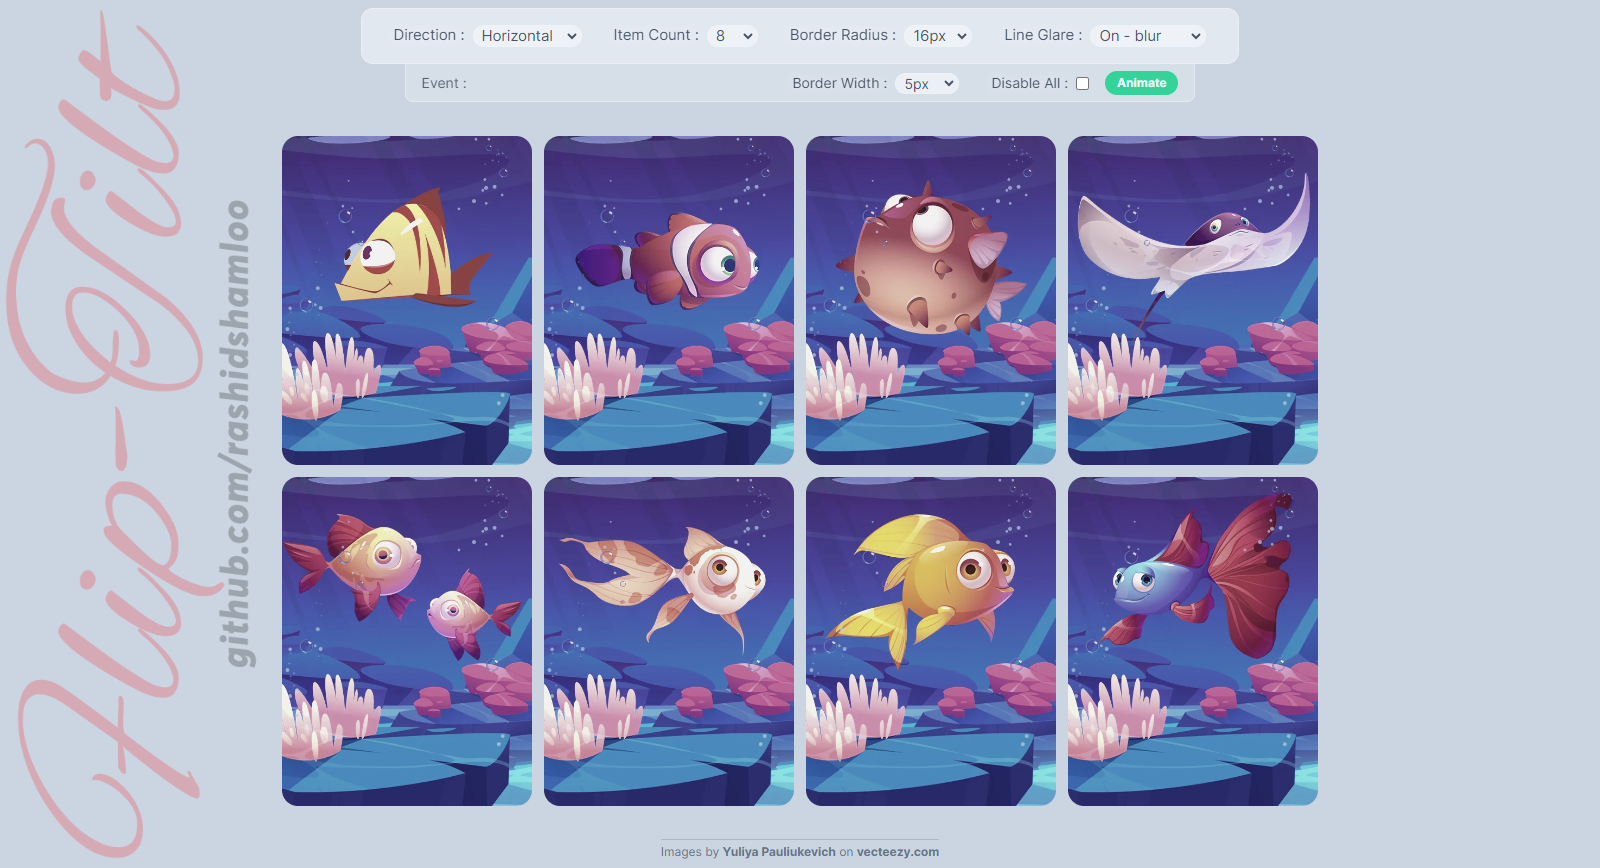 Hip-Tilt
github.com/rashidshamloo
Direction : Horizontal Item Count : 8 Border Radius : 16px Line Glare : On - blur
Event : Border Width : 5px Disable All : Animate
Images by Yuliya Pauliukevich on vecteezy.com